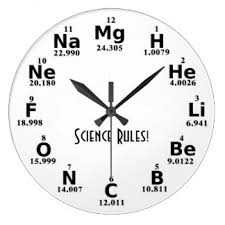 12
Mg
24.305
1
H
1.0079
2
He
4.0026
3
Li
6.941
4
Be
9.0122
5
B
10.811
6
C
12.011
7
N
14.007
8
O
15.999
9
F
18.998
10
Ne
20.180
11
Na
22.990
Science Rules!